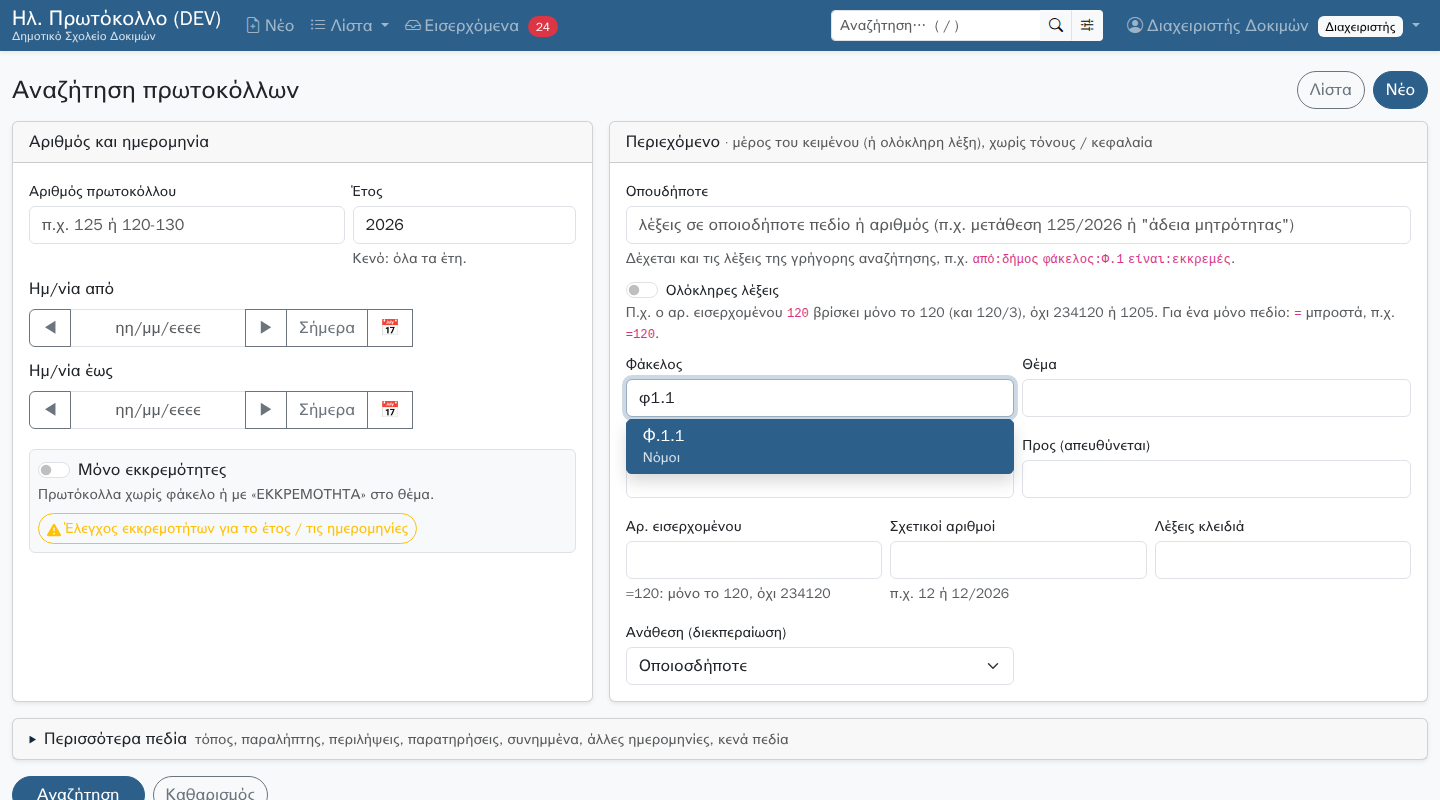 Ηλ. Πρωτόκολλο (DEV)
Δημοτικό Σχολείο Δοκιμών
Νέο
Λίστα
Εισερχόμενα 24
Αναζήτηση… ( / )
Διαχειριστής Δοκιμών Διαχειριστής
Αναζήτηση πρωτοκόλλων
Λίστα
Νέο
Αριθμός και ημερομηνία
Αριθμός πρωτοκόλλου
Έτος
π.χ. 125 ή 120-130
2026
Κενό: όλα τα έτη.
Ημ/νία από
◀ ηη/μμ/εεεε ▶ Σήμερα
Ημ/νία έως
◀ ηη/μμ/εεεε ▶ Σήμερα
Μόνο εκκρεμότητες
Πρωτόκολλα χωρίς φάκελο ή με «ΕΚΚΡΕΜΟΤΗΤΑ» στο θέμα.
Έλεγχος εκκρεμοτήτων για το έτος / τις ημερομηνίες
Περιεχόμενο · μέρος του κειμένου (ή ολόκληρη λέξη), χωρίς τόνους / κεφαλαία
Οπουδήποτε
λέξεις σε οποιοδήποτε πεδίο ή αριθμός (π.χ. μετάθεση 125/2026 ή "άδεια μητρότητας")
Δέχεται και τις λέξεις της γρήγορης αναζήτησης, π.χ. από:δήμος φάκελος:Φ.1 είναι:εκκρεμές.
Ολόκληρες λέξεις
Π.χ. ο αρ. εισερχομένου 120 βρίσκει μόνο το 120 (και 120/3), όχι 234120 ή 1205. Για ένα μόνο πεδίο: = μπροστά, π.χ.
=120.
Φάκελος
Θέμα
φ1.1
Φ.1.1
Νόμοι
Προς (απευθύνεται)
Αρ. εισερχομένου
Σχετικοί αριθμοί
Λέξεις κλειδιά
=120: μόνο το 120, όχι 234120
π.χ. 12 ή 12/2026
Ανάθεση (διεκπεραίωση)
Οποιοσδήποτε
▸ Περισσότερα πεδία τόπος, παραλήπτης, περιλήψεις, παρατηρήσεις, συνημμένα, άλλες ημερομηνίες, κενά πεδία
Αναζήτηση
Καθαρισμός